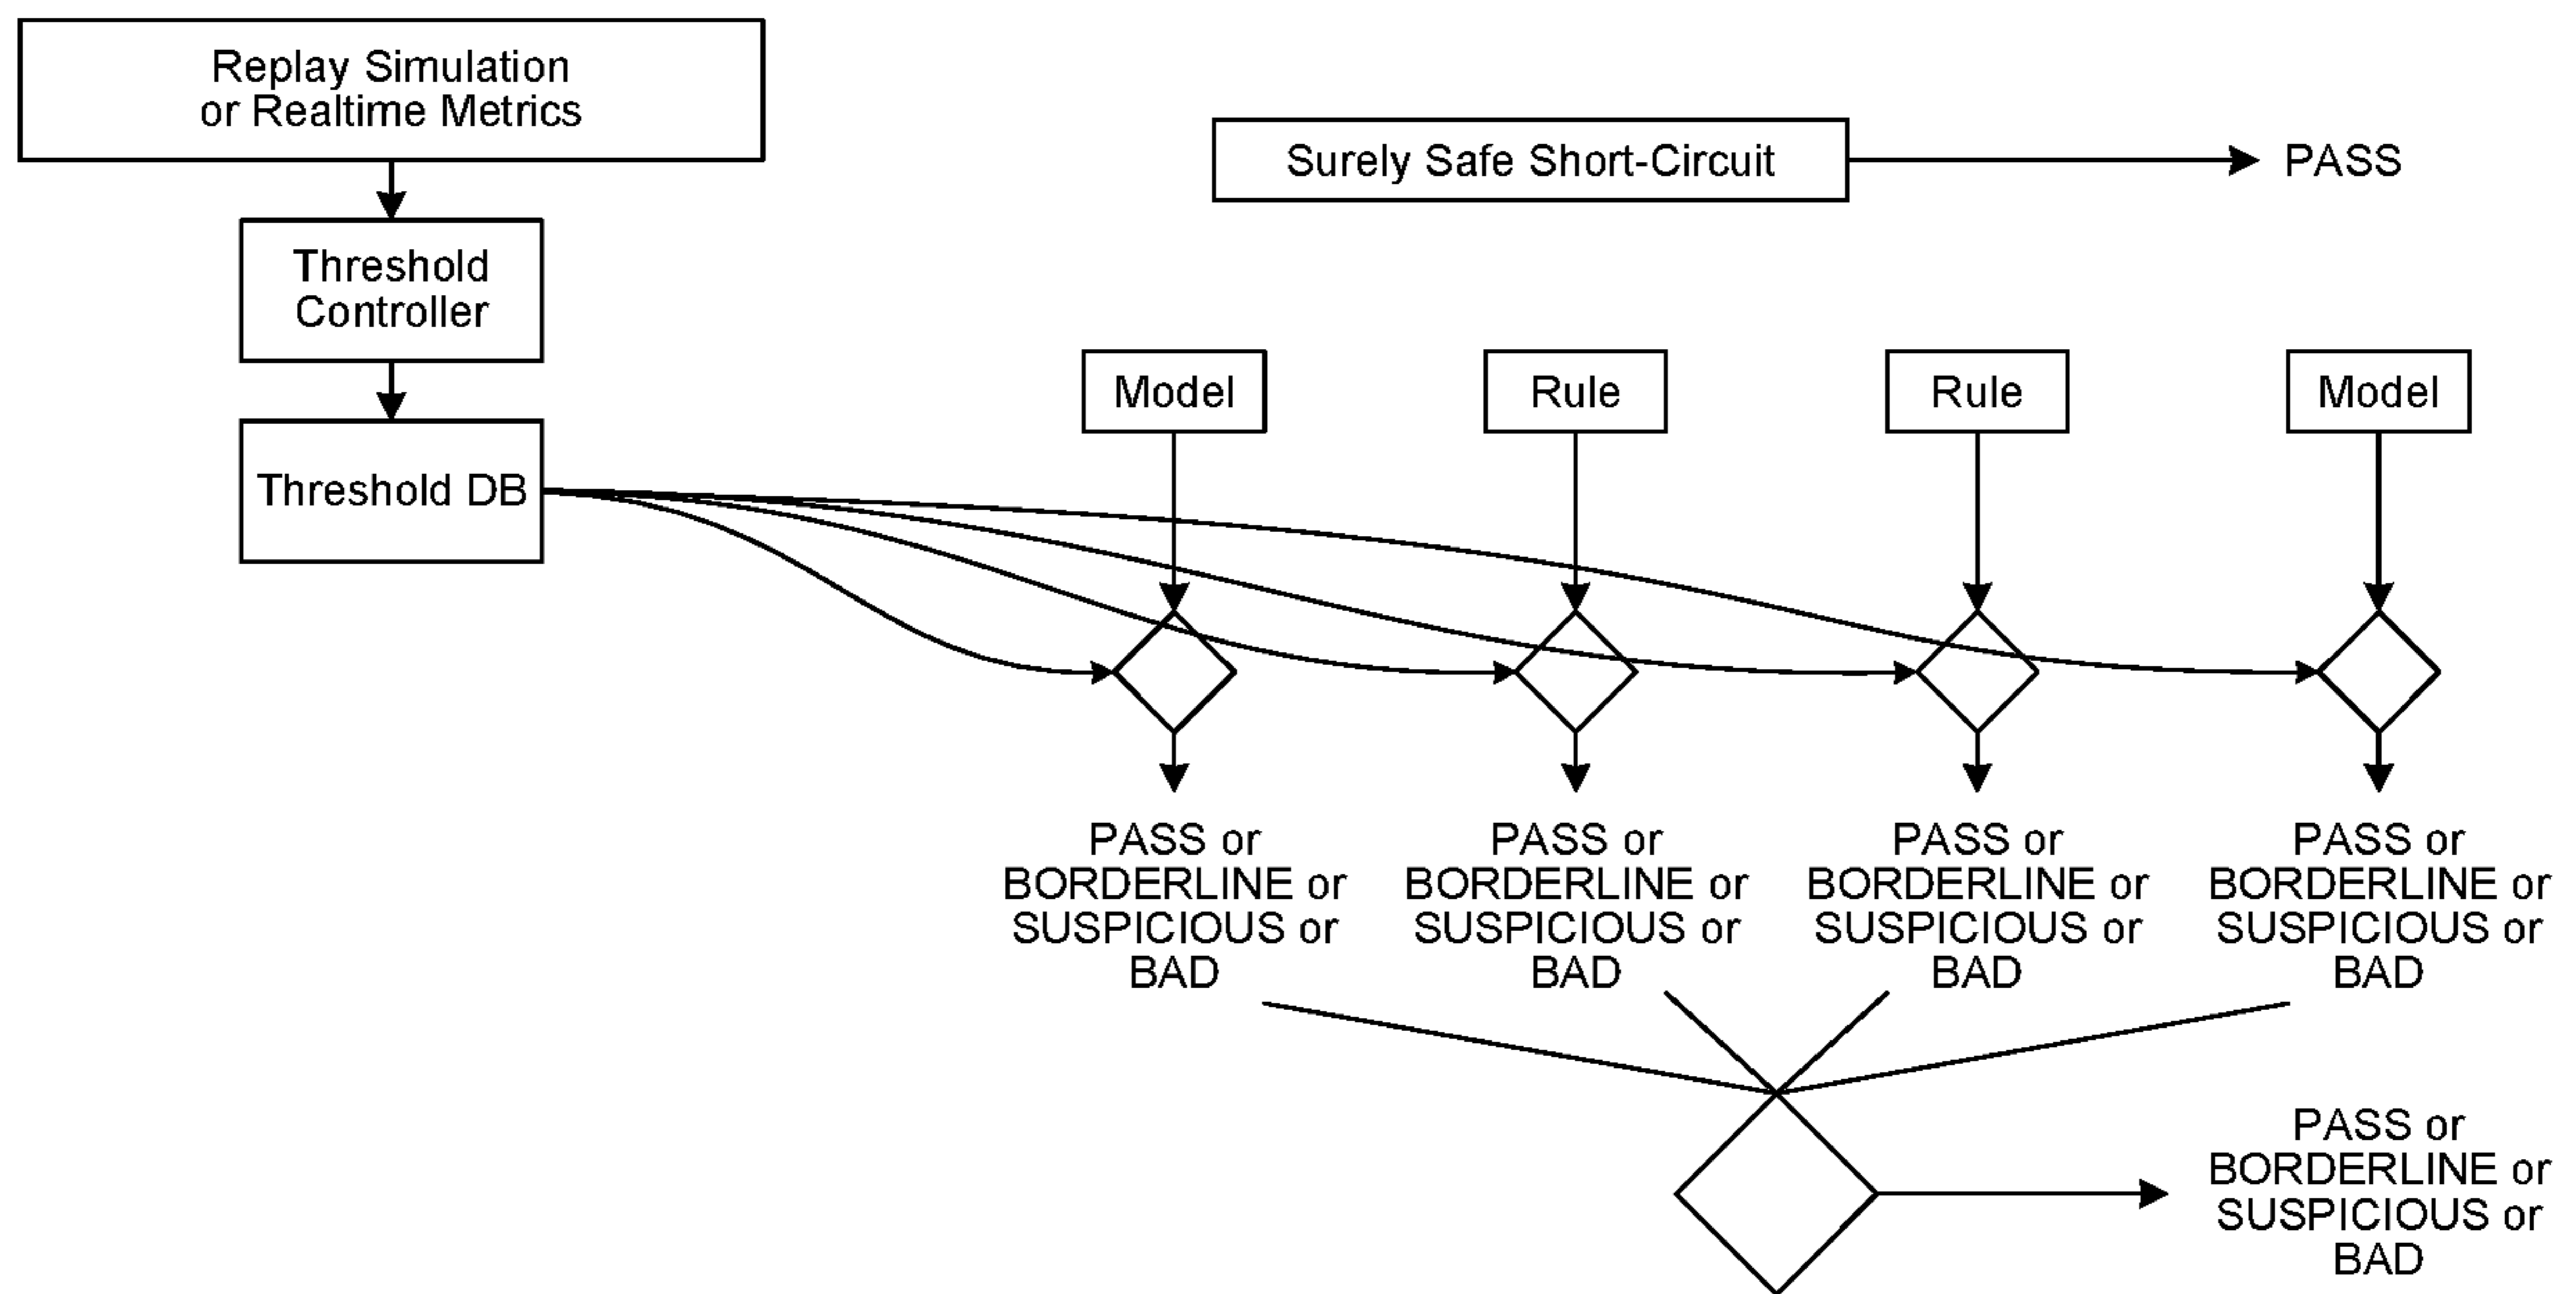 Replay Simulation
or Realtime Metrics
Surely Safe Short-Circuit
PASS
Threshold
Controller
Threshold DB
Model
Rule
Rule
Model
PASS or
BORDERLINE or
SUSPICIOUS or
BAD
PASS or
BORDERLINE or
SUSPICIOUS or
BAD
PASS or
BORDERLINE or
SUSPICIOUS or
BAD
PASS or
BORDERLINE or
SUSPICIOUS or
BAD
PASS or
BORDERLINE or
SUSPICIOUS or
BAD